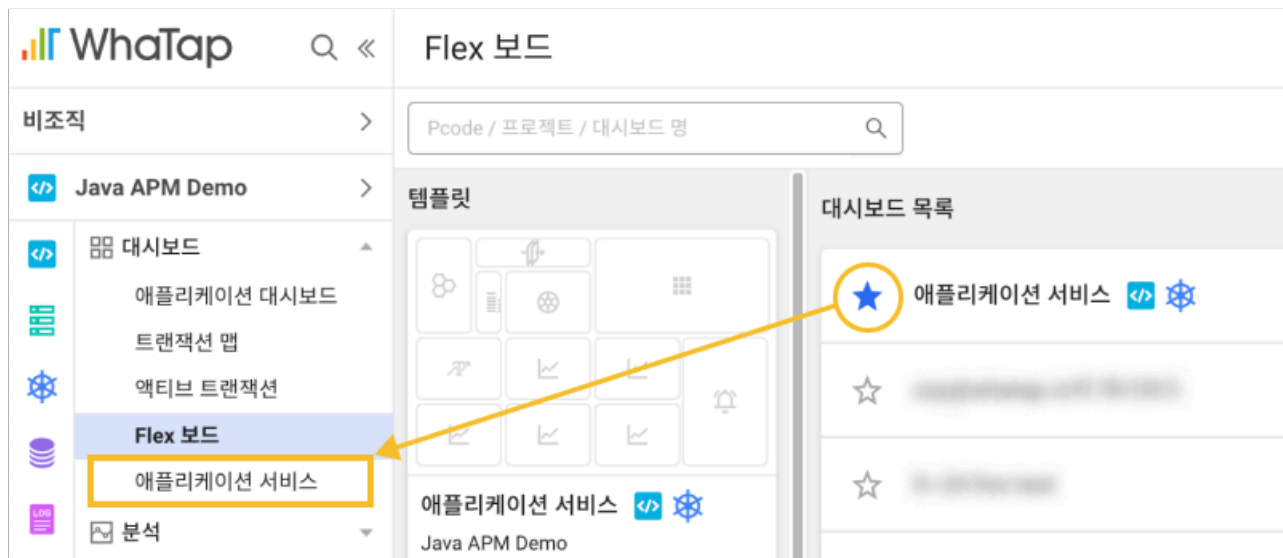 WhaTap
비조직
Java APM Demo
대시보드
애플리케이션 대시보드
트랜잭션 맵
액티브 트랜잭션
Flex 보드
애플리케이션 서비스
분석
LOG
Flex 보드
Pcode / 프로젝트 / 대시보드 명
템플릿
애플리케이션 서비스
Java APM Demo
대시보드 목록
애플리케이션 서비스